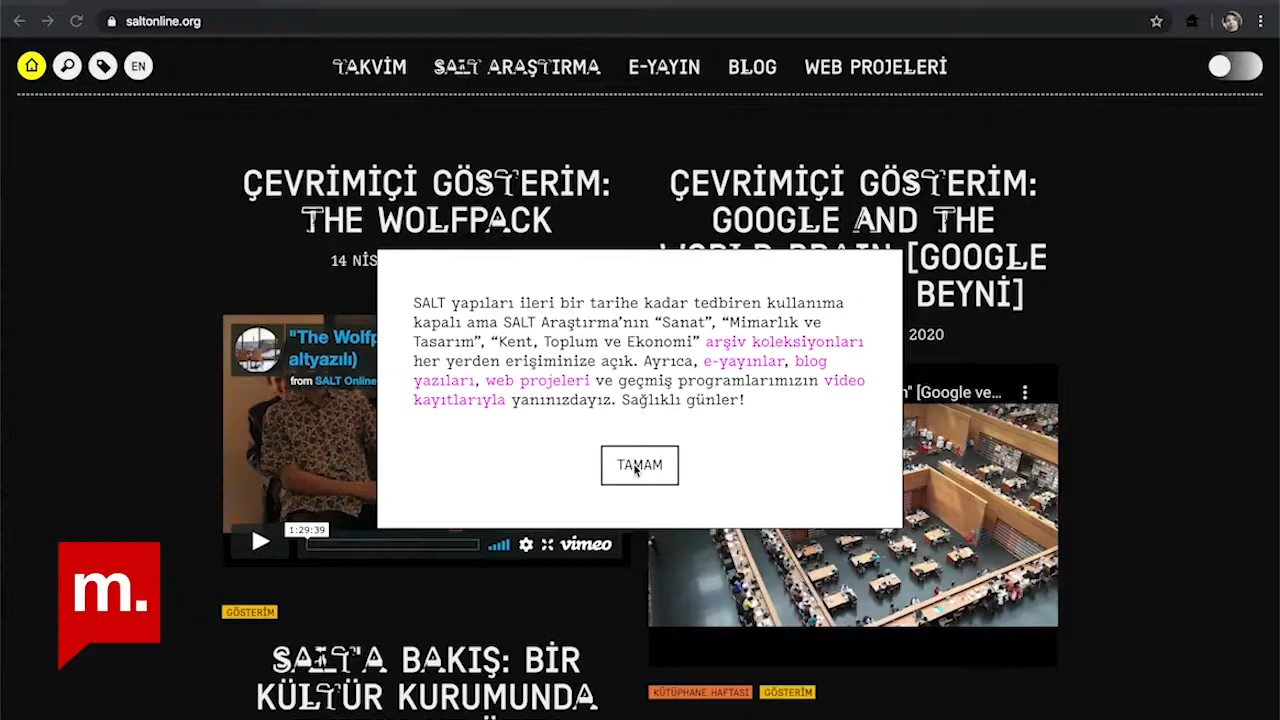 saltonline.org
EN
TAKVİM
SALT ARAŞTIRMA
E-YAYIN
BLOG
WEB PROJELERİ
ÇEVRİMİÇİ GÖSTERİM:
THE WOLFPACK
14 NİS
ÇEVRİMİÇİ GÖSTERİM:
GOOGLE AND THE
WORLD BRAIN [GOOGLE
BEYNİ]
2020
"The Wolfp
altyazılı)
from SALT Online
[Google ve...
SALT yapıları ileri bir tarihe kadar tedbiren kullanıma
kapalı ama SALT Araştırma'nın “Sanat”, “Mimarlık ve
Tasarım”, “Kent, Toplum ve Ekonomi” arşiv koleksiyonları
her yerden erişiminize açık. Ayrıca, e-yayınlar, blog
yazıları, web projeleri ve geçmiş programlarımızın video
kayıtlarıyla yanınızdayız. Sağlıklı günler!
TAMAM
1:29:39
vimeo
m.
GÖSTERİM
SALT'A BAKIŞ: BİR
KÜLTÜR KURUMUNDA
KÜTÜPHANE HAFTASI
GÖSTERİM